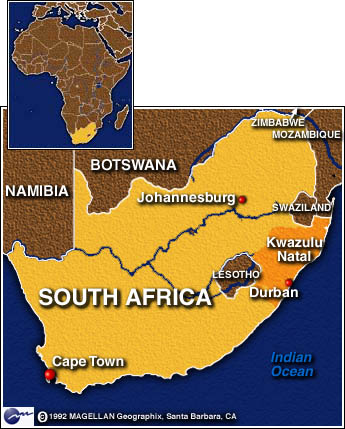 ZIMBABWE
MOZAMBIQUE
BOTSWANA
NAMIBIA
Johannesburg
SWAZILAND
Kwazulu
Natal
LESOTHO
SOUTH AFRICA
Durban
Cape Town
Indian
Ocean
© 1992 MAGELLAN Geographix, Santa Barbara, CA